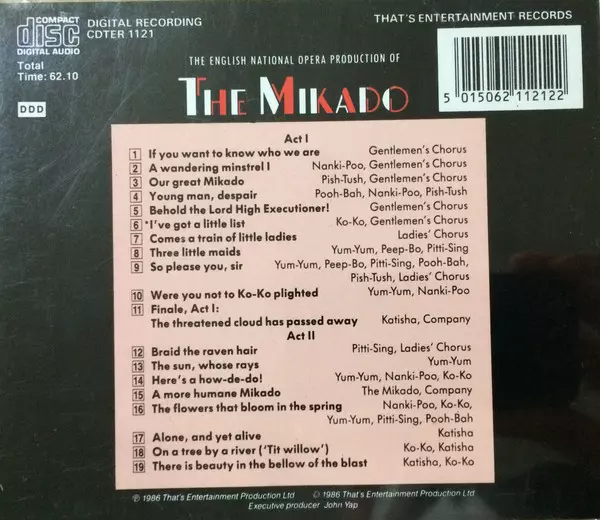 COMPACT
disc
DIGITAL AUDIO
DIGITAL RECORDING
CDTER 1121
THAT'S ENTERTAINMENT RECORDS
Total
Time: 62.10
DDD
THE ENGLISH NATIONAL OPERA PRODUCTION OF
THE MIKADO
5 015062 112122
Act I
1 If you want to know who we are Gentlemen's Chorus
2 A wandering minstrel I Nanki-Poo, Gentlemen's Chorus
3 Our great Mikado Pish-Tush, Gentlemen's Chorus
4 Young man, despair Pooh-Bah, Nanki-Poo, Pish-Tush
5 Behold the Lord High Executioner! Gentlemen's Chorus
6 *I've got a little list Ko-Ko, Gentlemen's Chorus
7 Comes a train of little ladies Ladies' Chorus
8 Three little maids Yum-Yum, Peep-Bo, Pitti-Sing
9 So please you, sir Yum-Yum, Peep-Bo, Pitti-Sing, Pooh-Bah,
Pish-Tush, Ladies' Chorus
10 Were you not to Ko-Ko plighted Yum-Yum, Nanki-Poo
11 Finale, Act I:
The threatened cloud has passed away Katisha, Company
Act II
12 Braid the raven hair Pitti-Sing, Ladies' Chorus
13 The sun, whose rays Yum-Yum
14 Here's a how-de-do! Yum-Yum, Nanki-Poo, Ko-Ko
15 A more humane Mikado The Mikado, Company
16 The flowers that bloom in the spring Nanki-Poo, Ko-Ko,
Yum-Yum, Pitti-Sing, Pooh-Bah
17 Alone, and yet alive Katisha
18 On a tree by a river ('Tit willow') Ko-Ko, Katisha
19 There is beauty in the bellow of the blast Katisha, Ko-Ko
℗ 1986 That's Entertainment Production Ltd © 1986 That's Entertainment Production Ltd
Executive producer John Yap